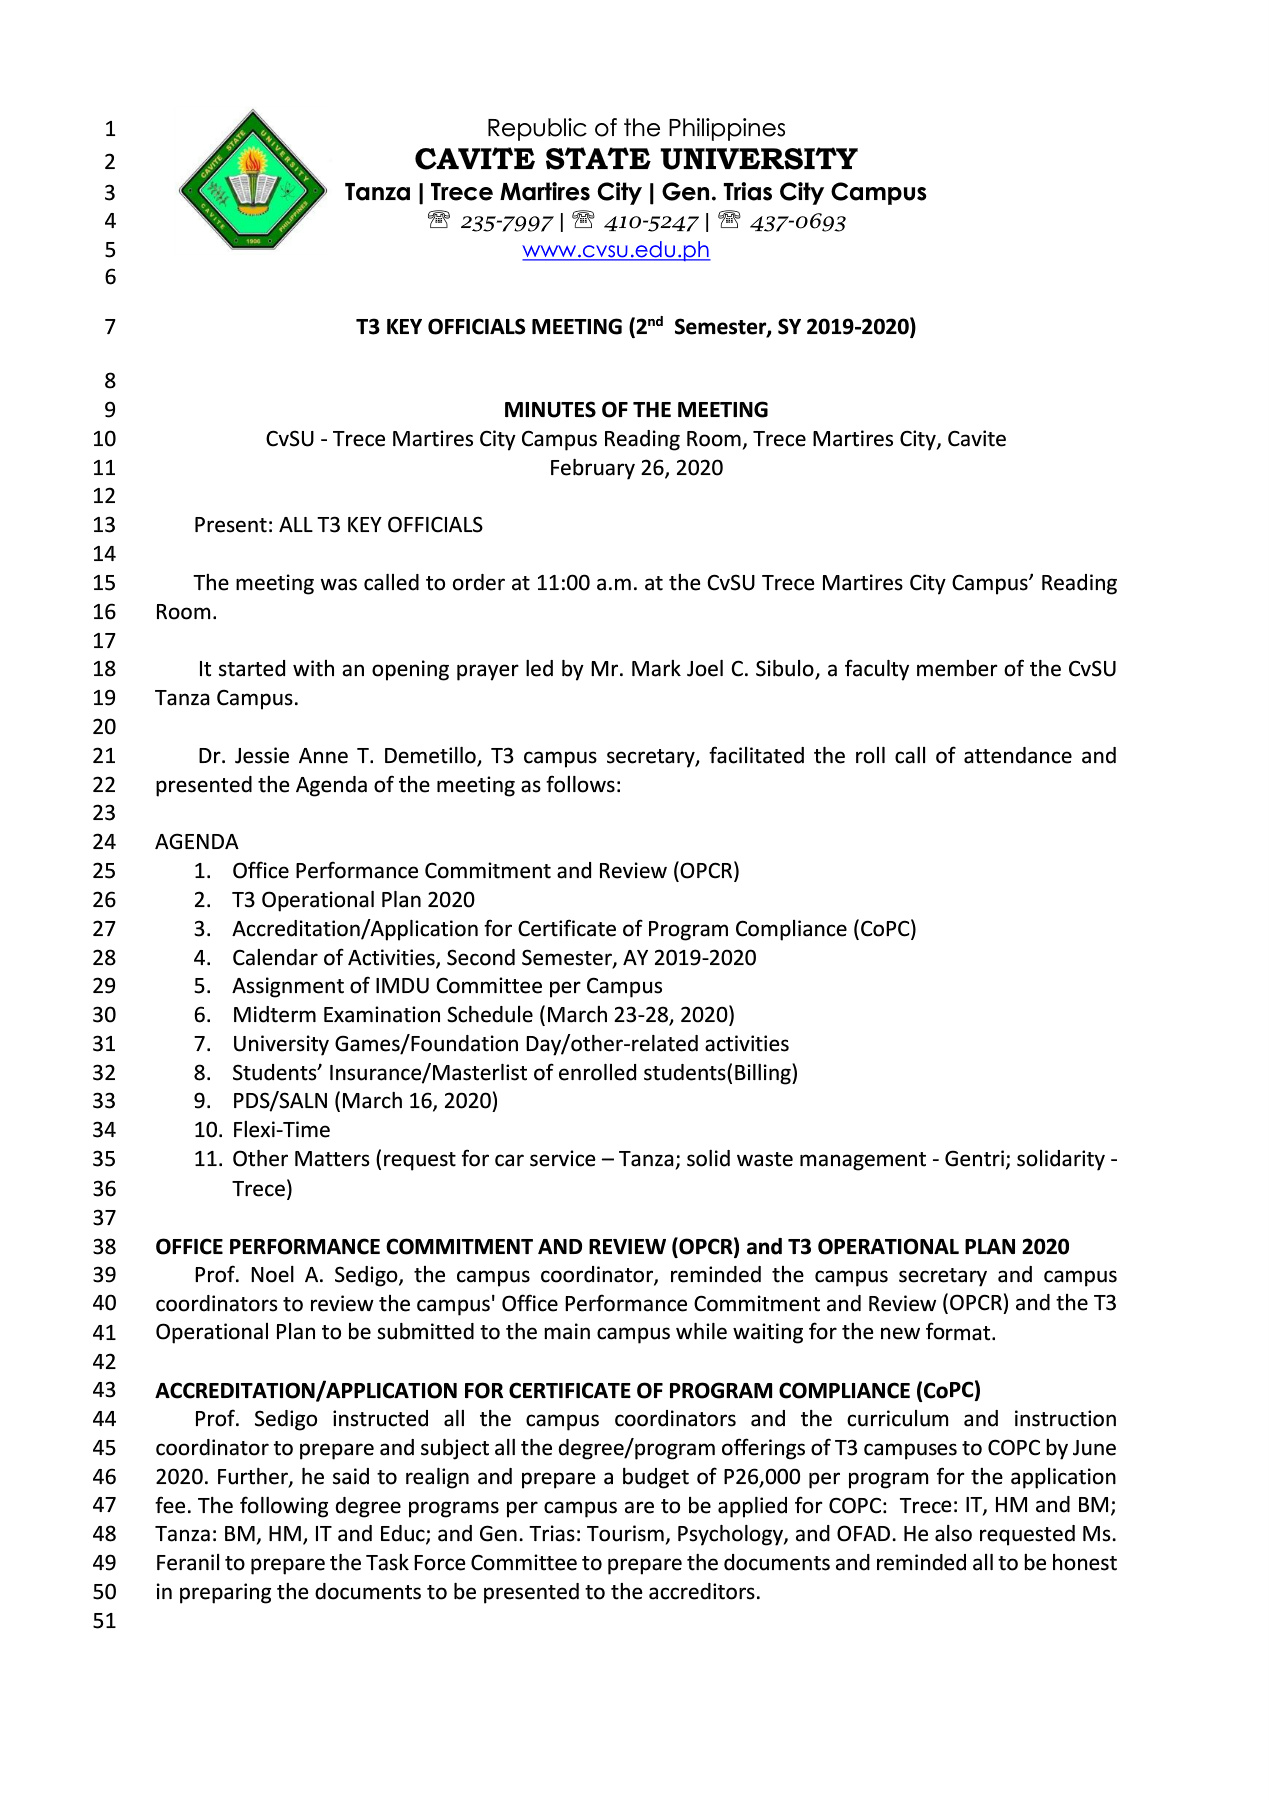 1 Republic of the Philippines
2 CAVITE STATE UNIVERSITY
3 Tanza | Trece Martires City | Gen. Trias City Campus
4 ☏ 235-7997 | ☏ 410-5247 | ☏ 437-0693
5 www.cvsu.edu.ph
6
CAVITE STATE UNIVERSITY
CAVITE PHILIPPINES
1906
7 T3 KEY OFFICIALS MEETING (2nd Semester, SY 2019-2020)
8
9 MINUTES OF THE MEETING
10 CvSU - Trece Martires City Campus Reading Room, Trece Martires City, Cavite
11 February 26, 2020
12
13 Present: ALL T3 KEY OFFICIALS
14
15 The meeting was called to order at 11:00 a.m. at the CvSU Trece Martires City Campus’ Reading
16 Room.
17
18 It started with an opening prayer led by Mr. Mark Joel C. Sibulo, a faculty member of the CvSU
19 Tanza Campus.
20
21 Dr. Jessie Anne T. Demetillo, T3 campus secretary, facilitated the roll call of attendance and
22 presented the Agenda of the meeting as follows:
23
24 AGENDA
25 1. Office Performance Commitment and Review (OPCR)
26 2. T3 Operational Plan 2020
27 3. Accreditation/Application for Certificate of Program Compliance (CoPC)
28 4. Calendar of Activities, Second Semester, AY 2019-2020
29 5. Assignment of IMDU Committee per Campus
30 6. Midterm Examination Schedule (March 23-28, 2020)
31 7. University Games/Foundation Day/other-related activities
32 8. Students’ Insurance/Masterlist of enrolled students(Billing)
33 9. PDS/SALN (March 16, 2020)
34 10. Flexi-Time
35 11. Other Matters (request for car service – Tanza; solid waste management - Gentri; solidarity -
36 Trece)
37
38 OFFICE PERFORMANCE COMMITMENT AND REVIEW (OPCR) and T3 OPERATIONAL PLAN 2020
39 Prof. Noel A. Sedigo, the campus coordinator, reminded the campus secretary and campus
40 coordinators to review the campus' Office Performance Commitment and Review (OPCR) and the T3
41 Operational Plan to be submitted to the main campus while waiting for the new format.
42
43 ACCREDITATION/APPLICATION FOR CERTIFICATE OF PROGRAM COMPLIANCE (CoPC)
44 Prof. Sedigo instructed all the campus coordinators and the curriculum and instruction
45 coordinator to prepare and subject all the degree/program offerings of T3 campuses to COPC by June
46 2020. Further, he said to realign and prepare a budget of P26,000 per program for the application
47 fee. The following degree programs per campus are to be applied for COPC: Trece: IT, HM and BM;
48 Tanza: BM, HM, IT and Educ; and Gen. Trias: Tourism, Psychology, and OFAD. He also requested Ms.
49 Feranil to prepare the Task Force Committee to prepare the documents and reminded all to be honest
50 in preparing the documents to be presented to the accreditors.
51